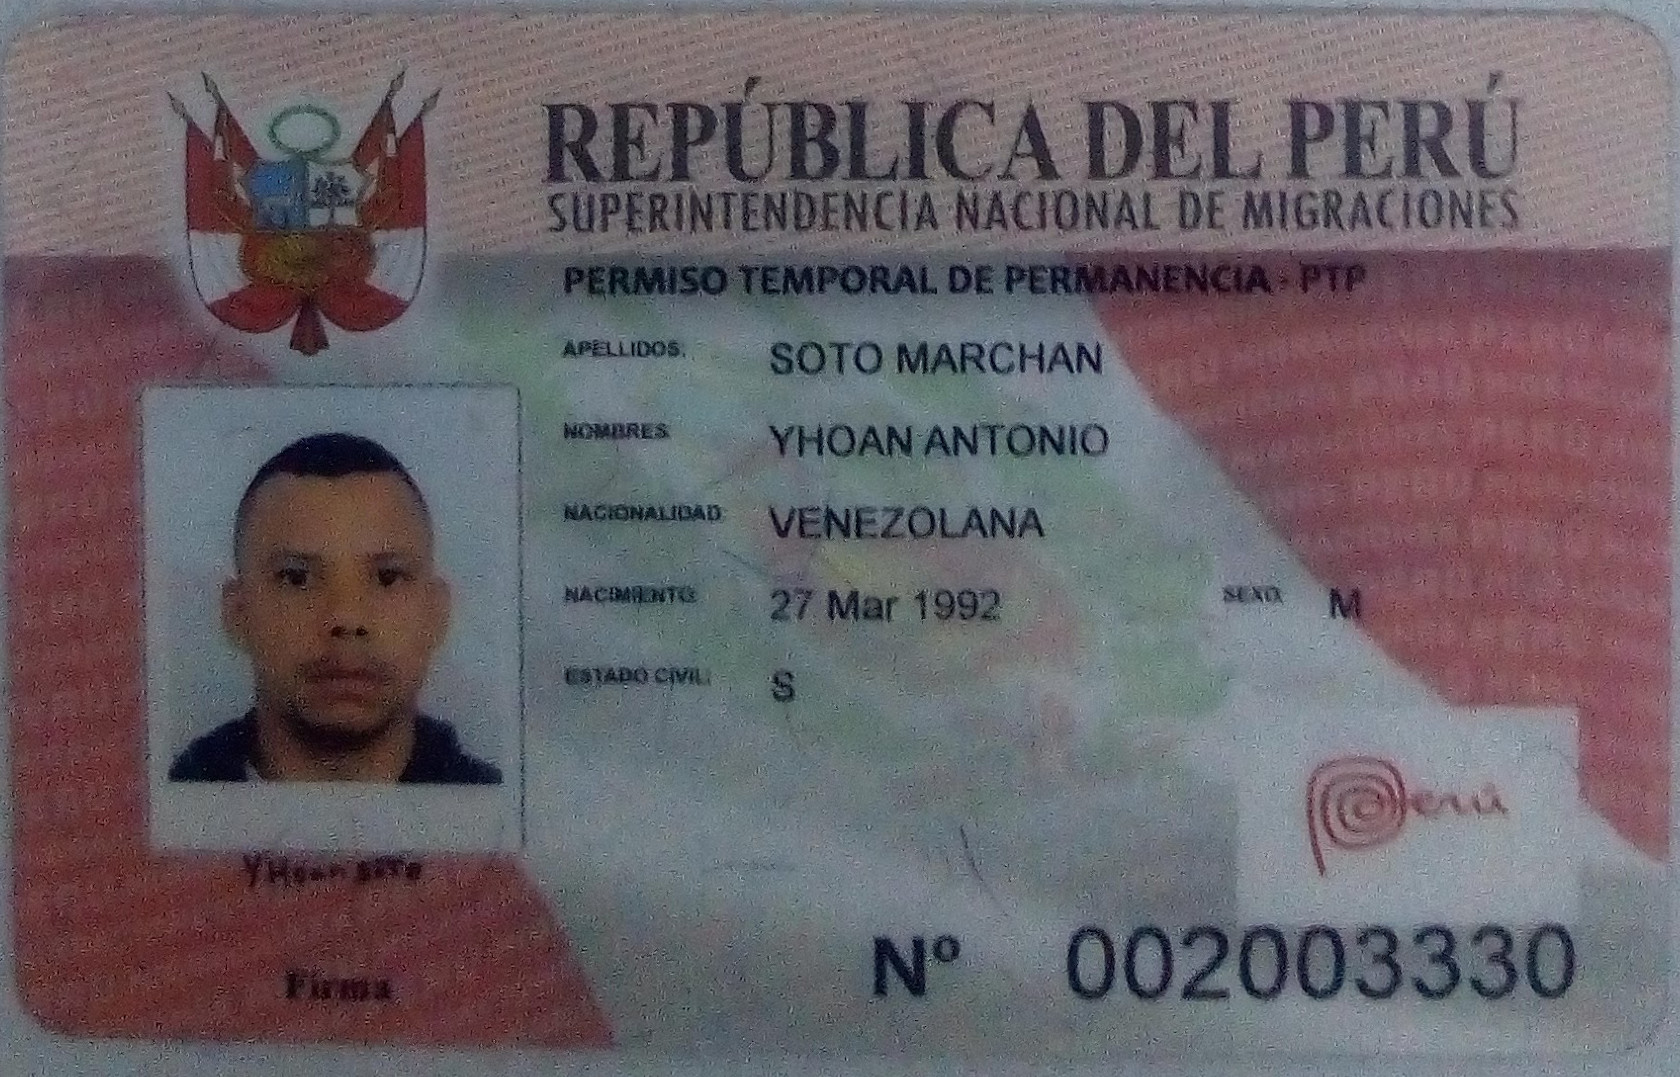 REPÚBLICA DEL PERÚ
SUPERINTENDENCIA NACIONAL DE MIGRACIONES
PERMISO TEMPORAL DE PERMANENCIA - PTP
APELLIDOS: SOTO MARCHAN
NOMBRES: YHOAN ANTONIO
NACIONALIDAD: VENEZOLANA
NACIMIENTO: 27 Mar 1992 SEXO: M
ESTADO CIVIL: S
Perú
YHoan soto
Firma
Nº 002003330